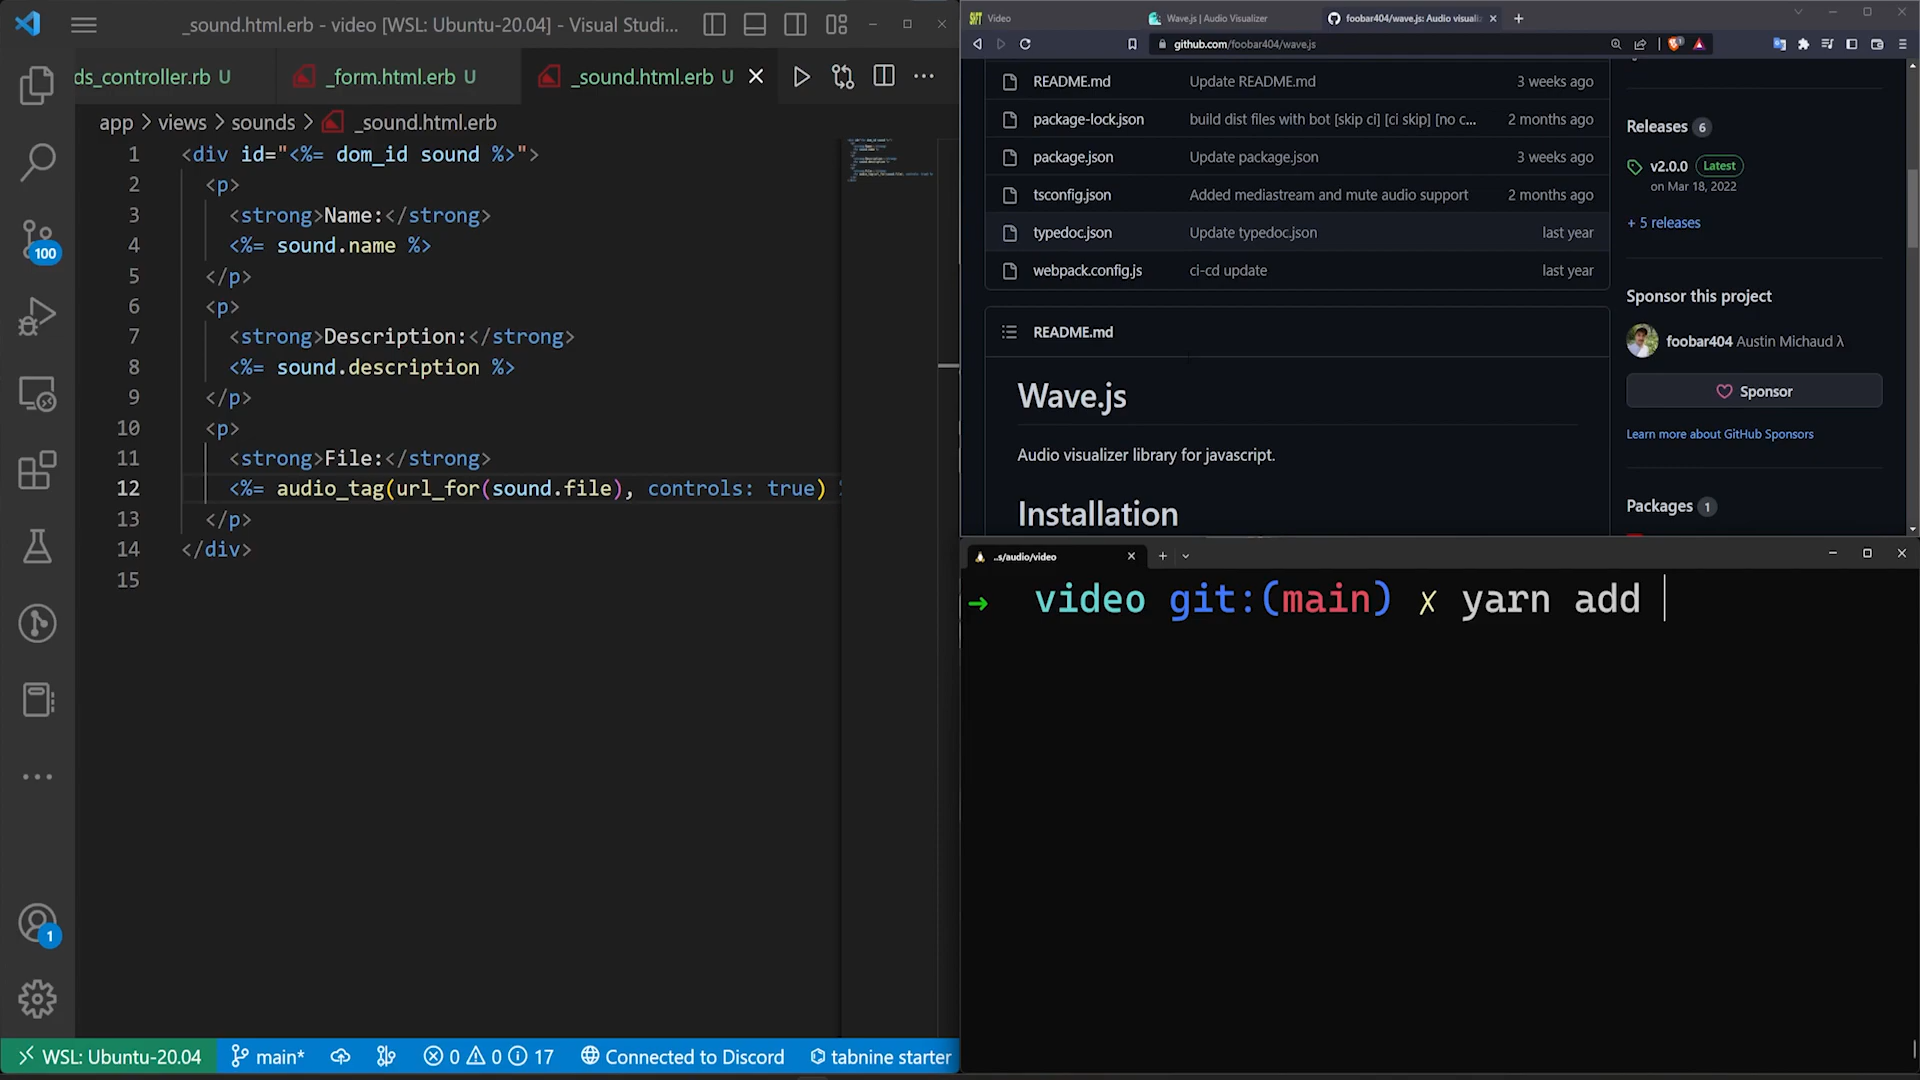 _sound.html.erb - video [WSL: Ubuntu-20.04] - Visual Studi...
ds_controller.rb U
_form.html.erb U
_sound.html.erb U
app > views > sounds > _sound.html.erb
1 <div id="<%= dom_id sound %>">
2 <p>
3 <strong>Name:</strong>
4 <%= sound.name %>
5 </p>
6 <p>
7 <strong>Description:</strong>
8 <%= sound.description %>
9 </p>
10 <p>
11 <strong>File:</strong>
12 <%= audio_tag(url_for(sound.file), controls: true)
13 </p>
14 </div>
15
100
1
WSL: Ubuntu-20.04 main* 0 0 17 Connected to Discord tabnine starter
Video
Wave.js | Audio Visualizer
foobar404/wave.js: Audio visuali
github.com/foobar404/wave.js
README.md Update README.md 3 weeks ago
package-lock.json build dist files with bot [skip ci] [ci skip] [no c... 2 months ago
package.json Update package.json 3 weeks ago
tsconfig.json Added mediastream and mute audio support 2 months ago
typedoc.json Update typedoc.json last year
webpack.config.js ci-cd update last year
README.md
Wave.js
Audio visualizer library for javascript.
Installation
Releases 6
v2.0.0 Latest
on Mar 18, 2022
+ 5 releases
Sponsor this project
foobar404 Austin Michaud λ
Sponsor
Learn more about GitHub Sponsors
Packages 1
..s/audio/video
➜ video git:(main) ✗ yarn add